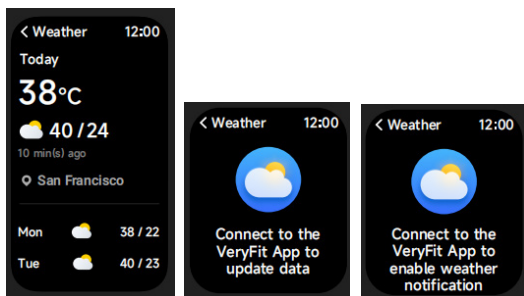 Weather 12:00
Today
38°C
40 / 24
10 min(s) ago
San Francisco
Mon 38 / 22
Tue 40 / 23
Weather 12:00
Connect to the
VeryFit App to
update data
Weather 12:00
Connect to the
VeryFit App to
enable weather
notification